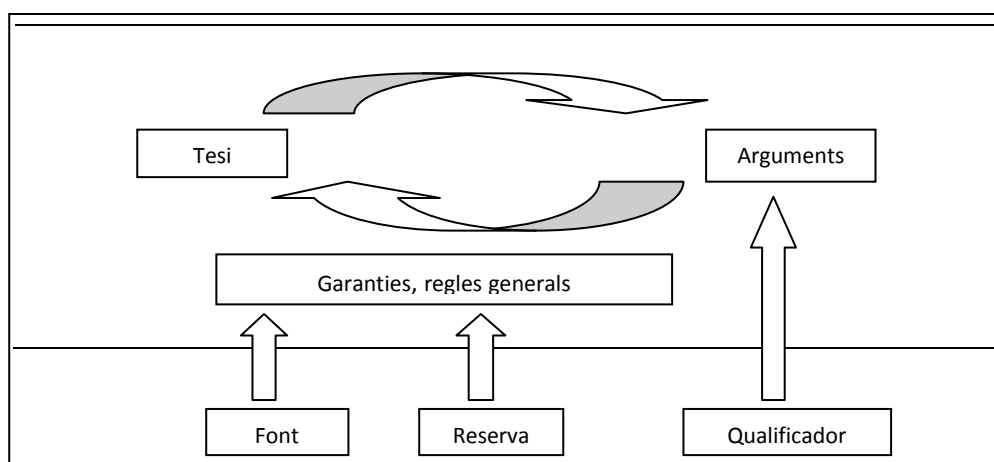 Tesi
Arguments
Garanties, regles generals
Font
Reserva
Qualificador